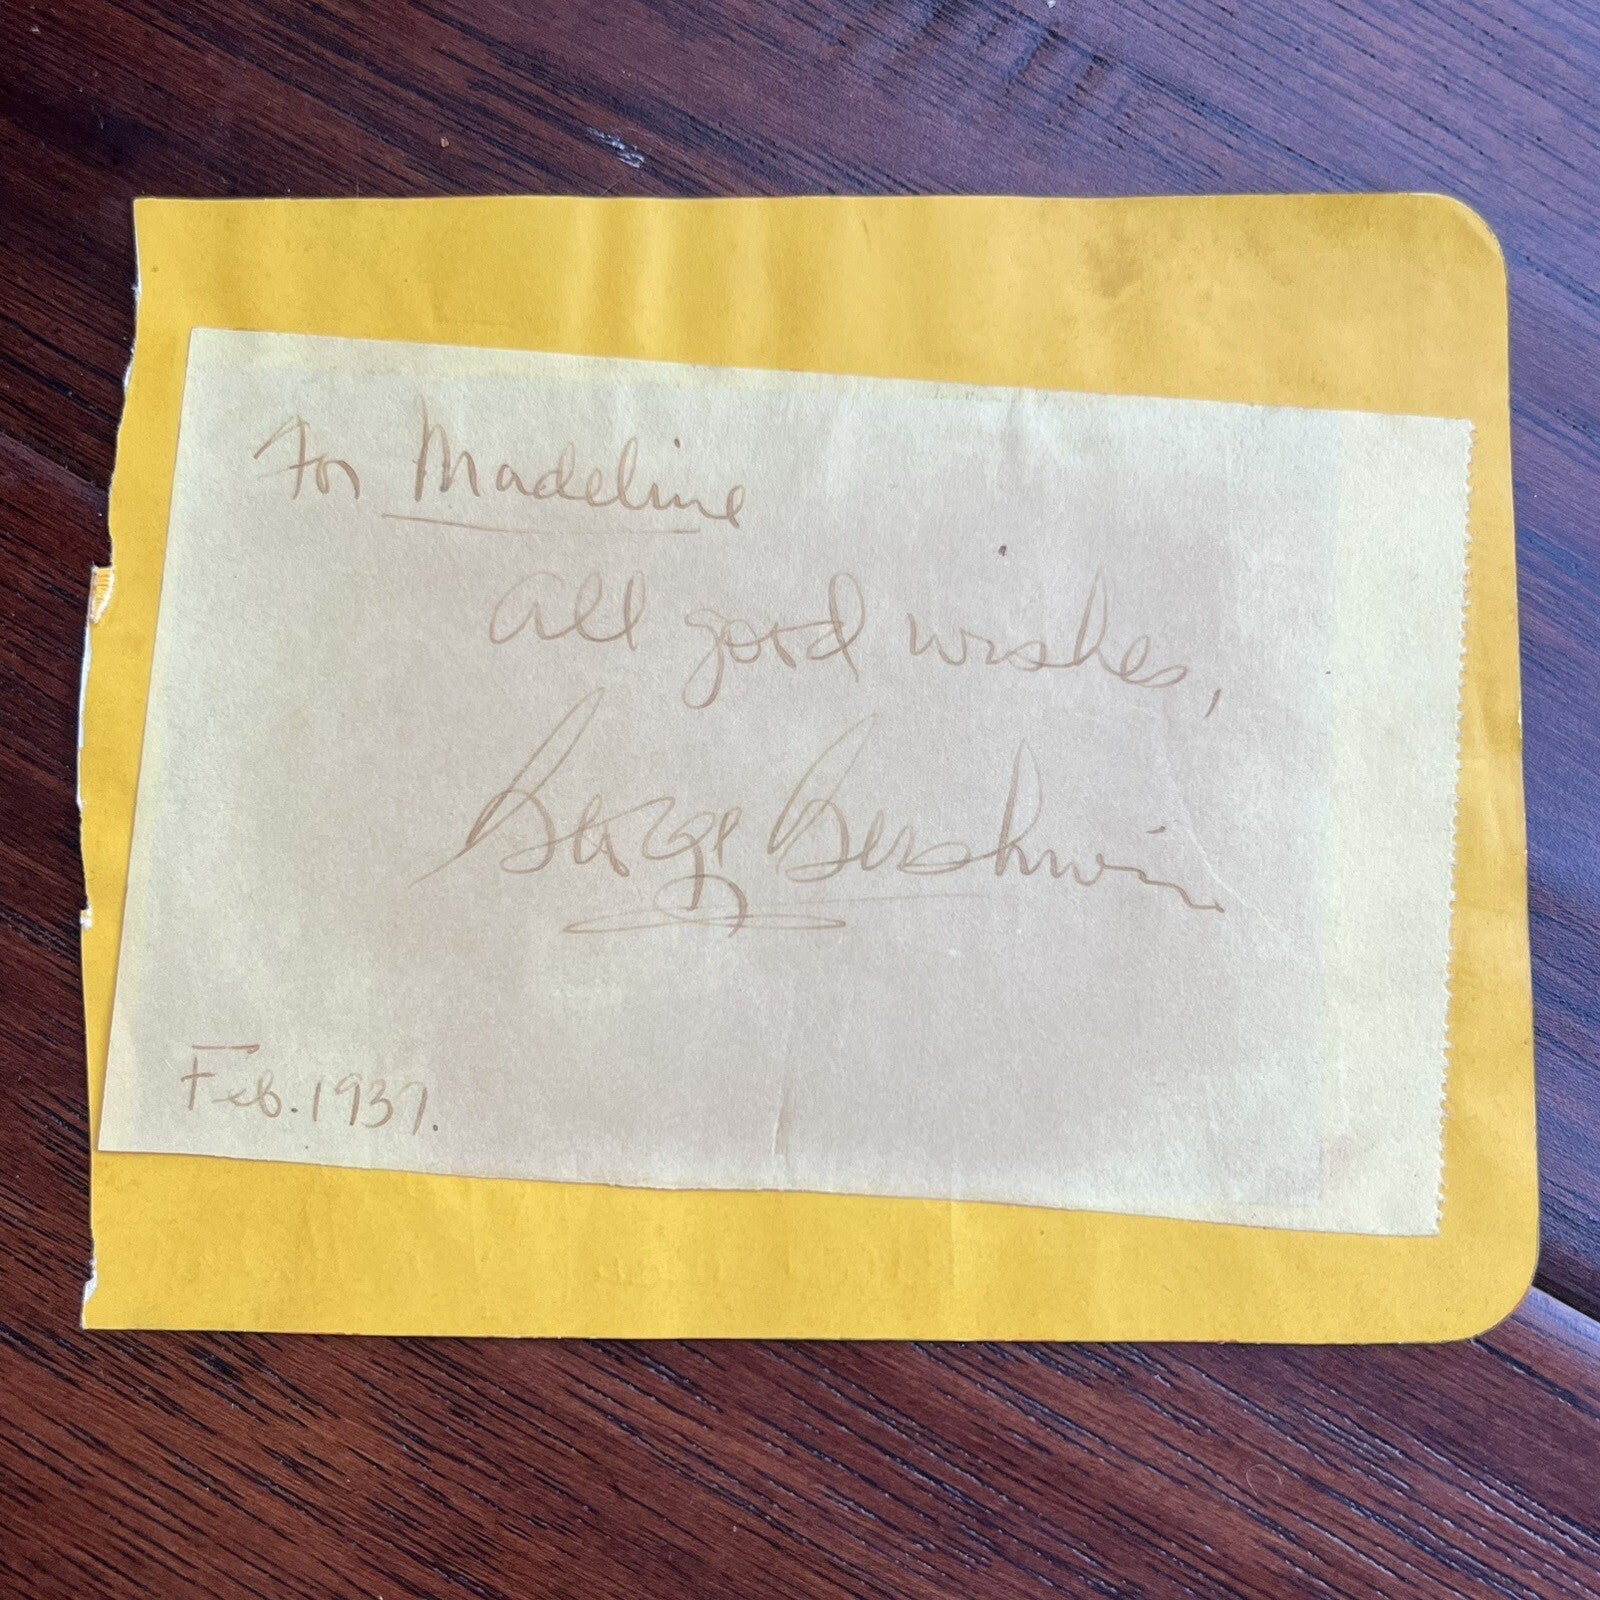 For Madeline
All good wishes,
George Gershwin
Feb. 1937.